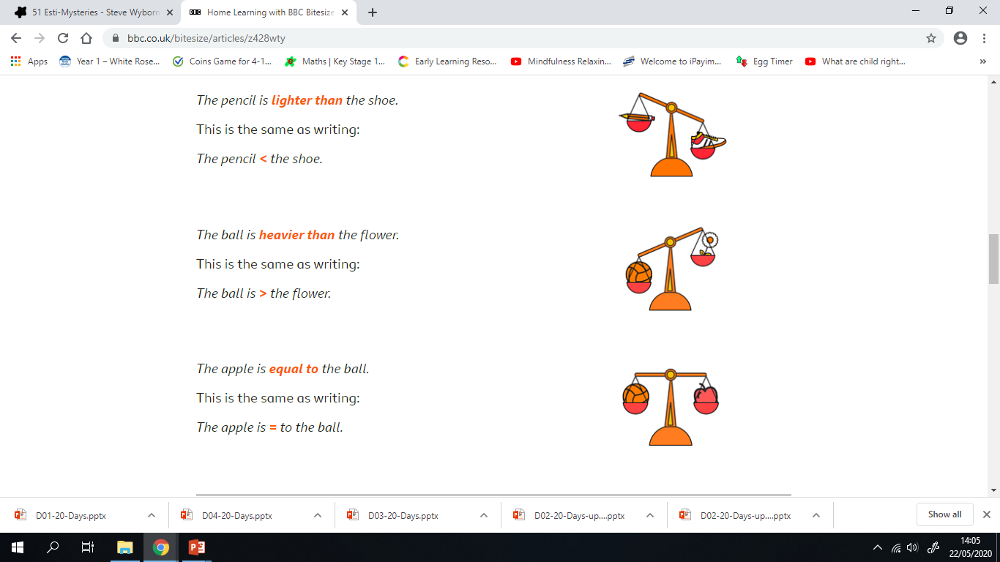 51 Esti-Mysteries - Steve Wyborn
BBC Home Learning with BBC Bitesize
bbc.co.uk/bitesize/articles/z428wty
Apps Year 1 – White Rose... Coins Game for 4-1... Maths | Key Stage 1... Early Learning Reso... Mindfulness Relaxin... Welcome to iPayim... Egg Timer What are child right... »
The pencil is lighter than the shoe.
This is the same as writing:
The pencil < the shoe.
The ball is heavier than the flower.
This is the same as writing:
The ball is > the flower.
The apple is equal to the ball.
This is the same as writing:
The apple is = to the ball.
D01-20-Days.pptx D04-20-Days.pptx D03-20-Days.pptx D02-20-Days-up....pptx D02-20-Days-up....pptx Show all
14:05
22/05/2020